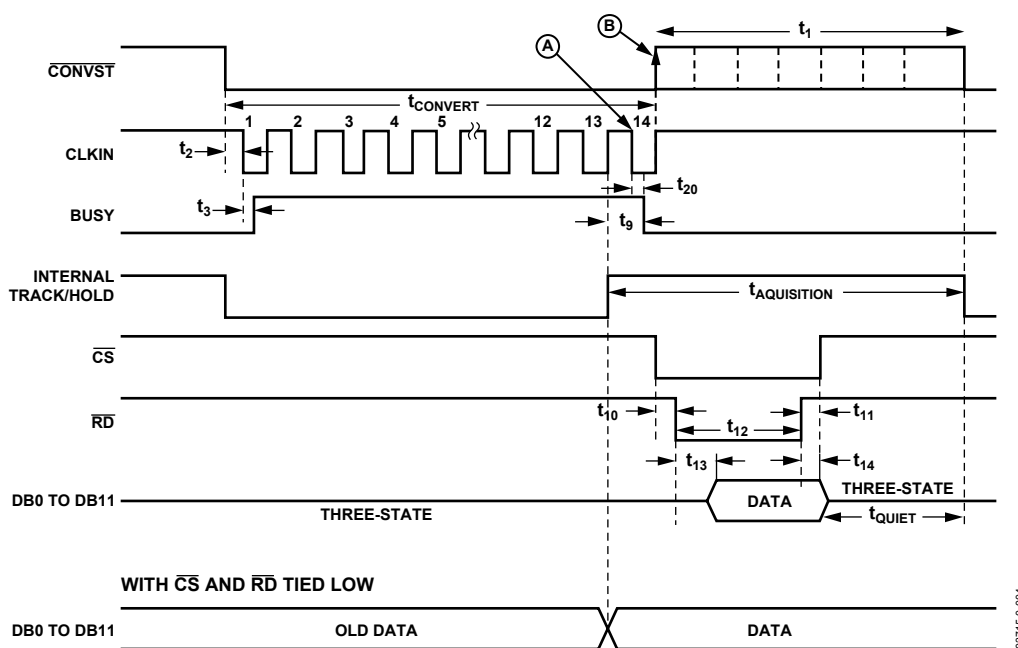 B
t1
A
CONVST
tCONVERT
1 2 3 4 5 12 13 14
CLKIN
t2
t20
t3
BUSY
t9
INTERNAL
TRACK/HOLD
tAQUISITION
CS
t10
t11
RD
t12
t13
t14
DB0 TO DB11
THREE-STATE
DATA
THREE-STATE
tQUIET
WITH CS AND RD TIED LOW
DB0 TO DB11
OLD DATA
DATA